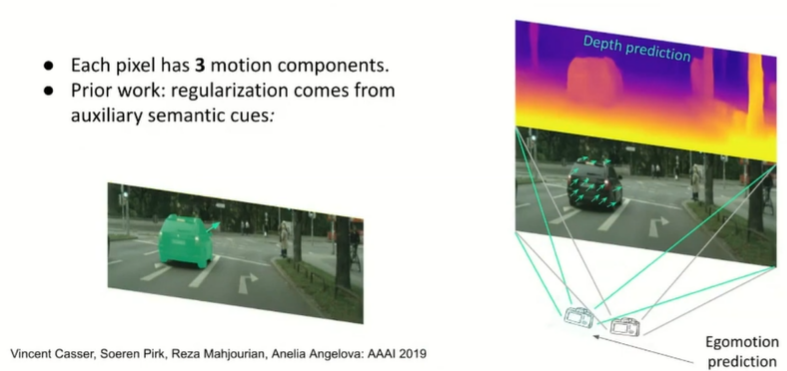 Each pixel has 3 motion components.
Prior work: regularization comes from
auxiliary semantic cues:
Depth prediction
Vincent Casser, Soeren Pirk, Reza Mahjourian, Anelia Angelova: AAAI 2019
Egomotion
prediction